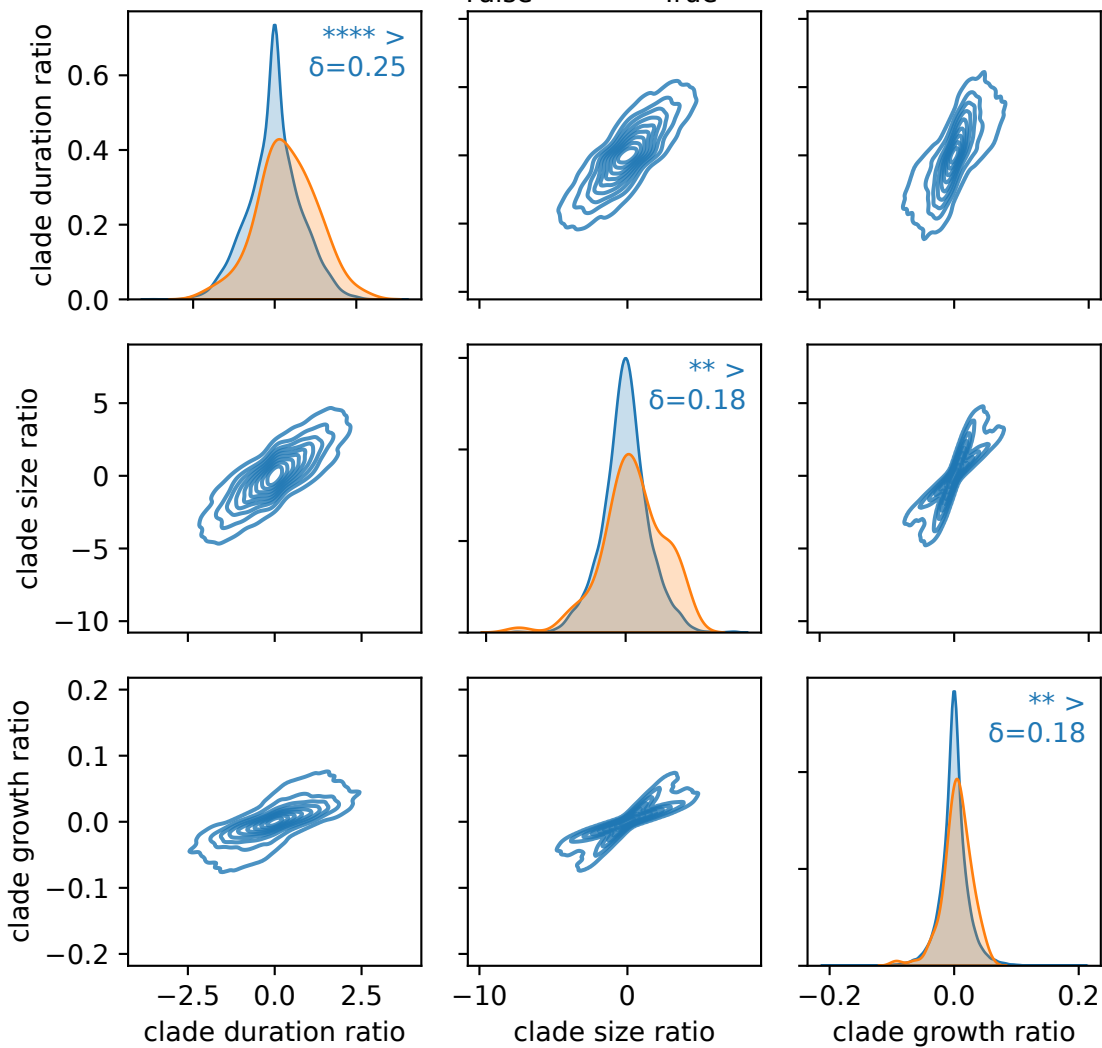 True
clade duration ratio
0.6
0.4
0.2
0.0
**** >
δ=0.25
clade size ratio
5
0
−5
−10
** >
δ=0.18
clade growth ratio
0.2
0.1
0.0
−0.1
−0.2
** >
δ=0.18
−2.5
0.0
2.5
−10
0
−0.2
0.0
0.2
clade duration ratio
clade size ratio
clade growth ratio